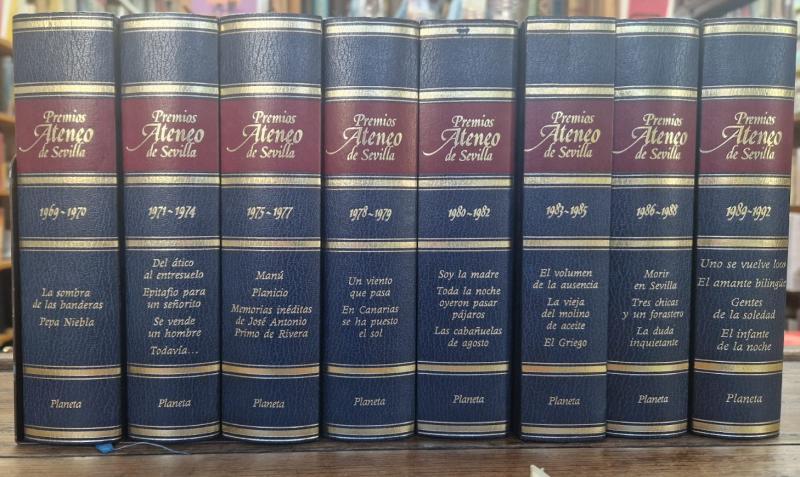 Premios
Ateneo
de Sevilla
1969~1970
La sombra
de las banderas
Pepa Niebla
Planeta
Premios
Ateneo
de Sevilla
1971~1974
Del ático
al entresuelo
Epitafio para
un señorito
Se vende
un hombre
Todavía...
Planeta
Premios
Ateneo
de Sevilla
1975~1977
Manú
Planicio
Memorias inéditas
de José Antonio
Primo de Rivera
Planeta
Premios
Ateneo
de Sevilla
1978~1979
Un viento
que pasa
En Canarias
se ha puesto
el sol
Planeta
Premios
Ateneo
de Sevilla
1980~1982
Soy la madre
Toda la noche
oyeron pasar
pájaros
Las cabañuelas
de agosto
Planeta
Premios
Ateneo
de Sevilla
1983~1985
El volumen
de la ausencia
La vieja
del molino
de aceite
El Griego
Planeta
Premios
Ateneo
de Sevilla
1986~1988
Morir
en Sevilla
Tres chicas
y un forastero
La duda
inquietante
Planeta
Premios
Ateneo
de Sevilla
1989~1992
Uno se vuelve loco
El amante bilingüe
Gentes
de la soledad
El infante
de la noche
Planeta